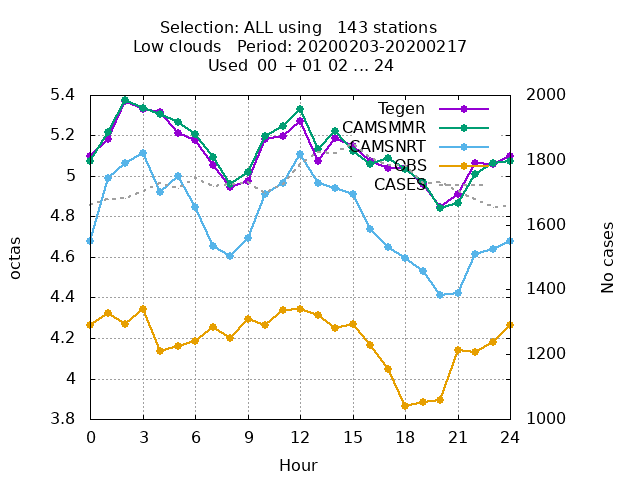 Selection: ALL using   143 stations
Low clouds   Period: 20200203-20200217
Used  00 + 01 02 ... 24
Tegen
CAMSMMR
CAMSNRT
OBS
CASES
5.4
5.2
5
4.8
4.6
4.4
4.2
4
3.8
octas
2000
1800
1600
1400
1200
1000
No cases
0 3 6 9 12 15 18 21 24
Hour